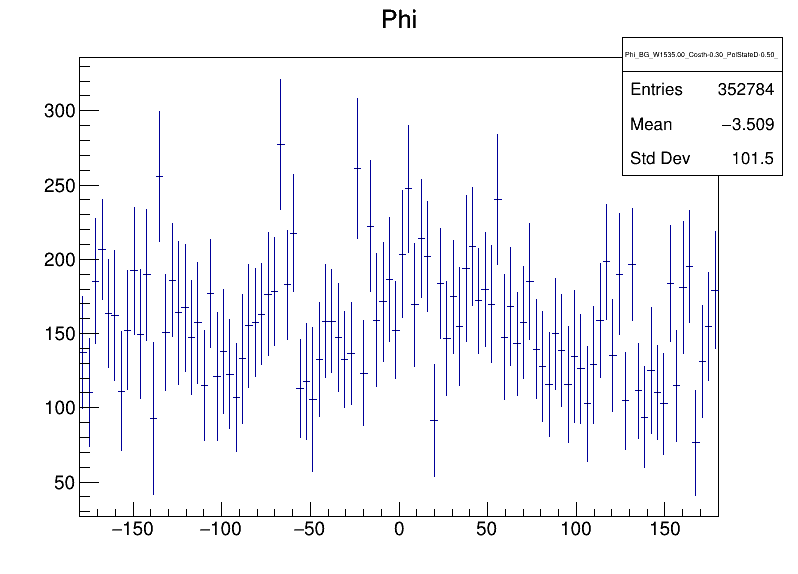 Phi
Phi_BG_W1535.00_Costh-0.30_PolStateD-0.50_
Entries 352784
Mean −3.509
Std Dev 101.5
300
250
200
150
100
50
−150 −100 −50 0 50 100 150